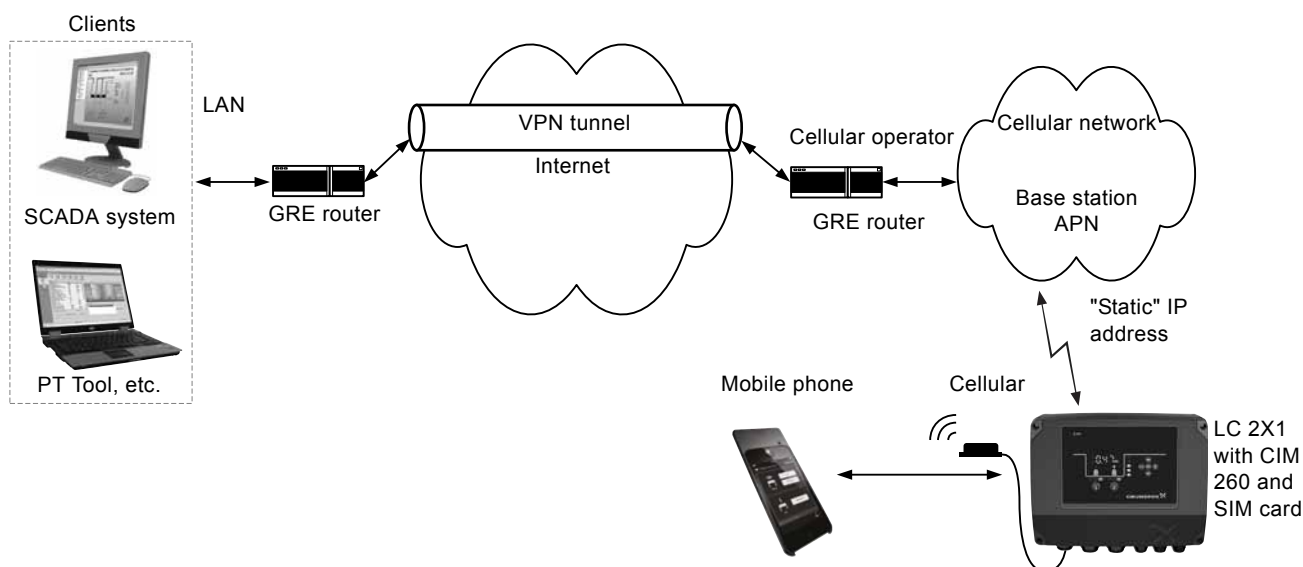 Clients
LAN
SCADA system
PT Tool, etc.
GRE router
VPN tunnel
Internet
Cellular operator
GRE router
Cellular network
Base station
APN
"Static" IP
address
Mobile phone
Cellular
LC 2X1
with CIM
260 and
SIM card
GRUNDFOS